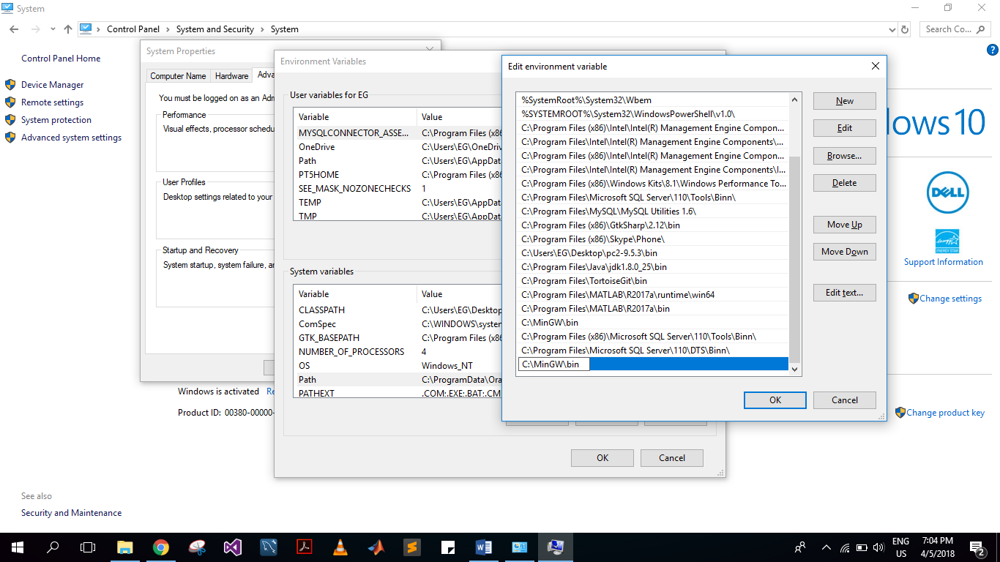 System
Control Panel
System and Security
System
Search Co...
Control Panel Home
Device Manager
Remote settings
System protection
Advanced system settings
System Properties
Computer Name
Hardware
Adva
You must be logged on as an Adm
Performance
Visual effects, processor schedu
User Profiles
Desktop settings related to your
Startup and Recovery
System startup, system failure, an
Windows is activated Re
Product ID: 00380-00000-
See also
Security and Maintenance
Environment Variables
User variables for EG
Variable Value
MYSQLCONNECTOR_ASSE... C:\Program Files (x86
OneDrive C:\Users\EG\OneDriv
Path C:\Users\EG\AppDat
PT5HOME C:\Program Files (x86
SEE_MASK_NOZONECHECKS 1
TEMP C:\Users\EG\AppDat
TMP C:\Users\EG\AppDat
System variables
Variable Value
CLASSPATH C:\Users\EG\Desktop
ComSpec C:\WINDOWS\system
GTK_BASEPATH C:\Program Files (x86
NUMBER_OF_PROCESSORS 4
OS Windows_NT
Path C:\ProgramData\Ora
PATHEXT .COM;.EXE;.BAT;.CM
OK
Cancel
Edit environment variable
%SystemRoot%\System32\Wbem
%SYSTEMROOT%\System32\WindowsPowerShell\v1.0\
C:\Program Files (x86)\Intel\Intel(R) Management Engine Compon...
C:\Program Files\Intel\Intel(R) Management Engine Components\...
C:\Program Files (x86)\Intel\Intel(R) Management Engine Compon...
C:\Program Files\Intel\Intel(R) Management Engine Components\I...
C:\Program Files (x86)\Windows Kits\8.1\Windows Performance To...
C:\Program Files\Microsoft SQL Server\110\Tools\Binn\
C:\Program Files\MySQL\MySQL Utilities 1.6\
C:\Program Files (x86)\GtkSharp\2.12\bin
C:\Program Files (x86)\Skype\Phone\
C:\Users\EG\Desktop\pc2-9.5.3\bin
C:\Program Files\Java\jdk1.8.0_25\bin
C:\Program Files\TortoiseGit\bin
C:\Program Files\MATLAB\R2017a\runtime\win64
C:\Program Files\MATLAB\R2017a\bin
C:\MinGW\bin
C:\Program Files (x86)\Microsoft SQL Server\110\Tools\Binn\
C:\Program Files\Microsoft SQL Server\110\DTS\Binn\
C:\MinGW\bin
New
Edit
Browse...
Delete
Move Up
Move Down
Edit text...
OK
Cancel
lows 10
DELL
ENERGY STAR
Support Information
Change settings
Change product key
ENG
US
7:04 PM
4/5/2018
2